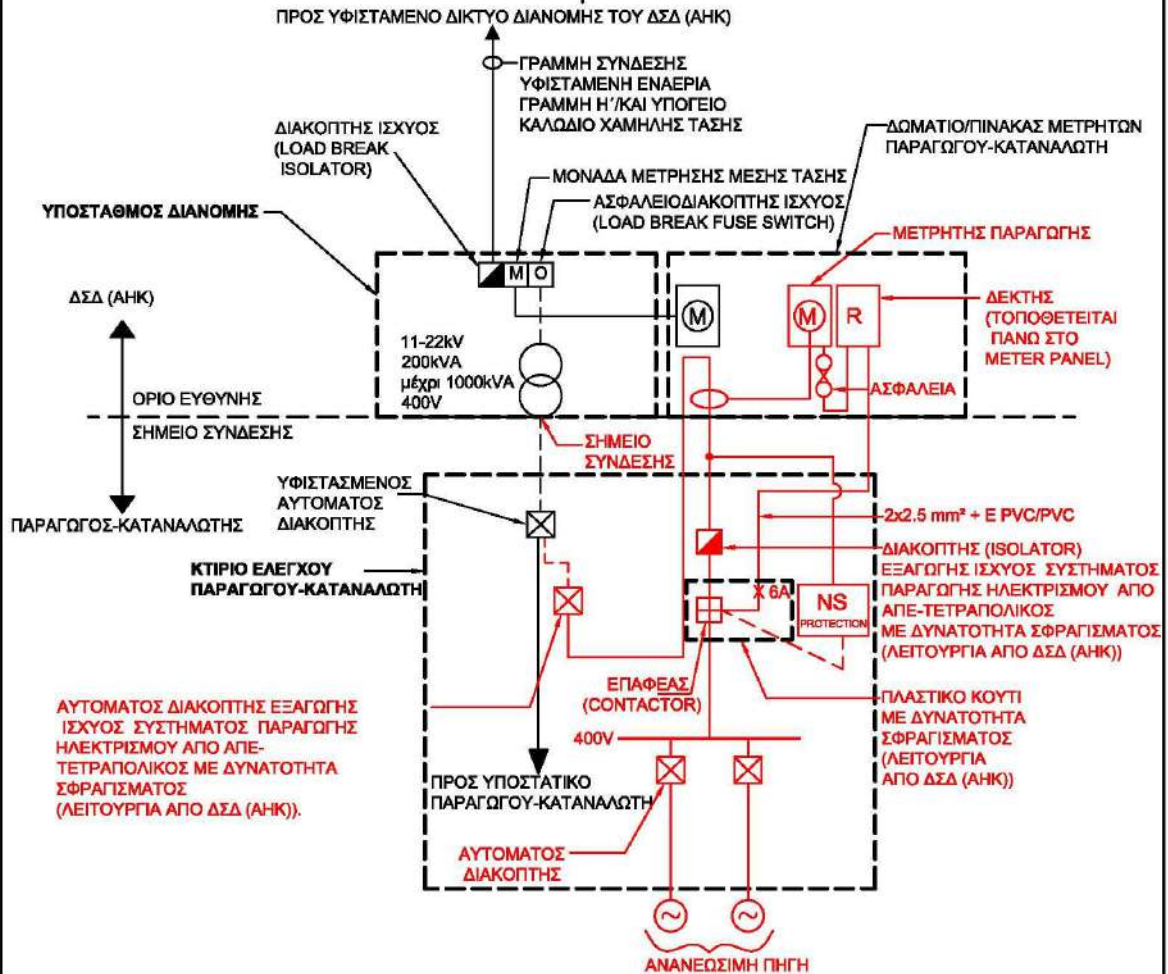 ΠΡΟΣ ΥΦΙΣΤΑΜΕΝΟ ΔΙΚΤΥΟ ΔΙΑΝΟΜΗΣ ΤΟΥ ΔΣΔ (ΑΗΚ)
ΓΡΑΜΜΗ ΣΥΝΔΕΣΗΣ
ΥΦΙΣΤΑΜΕΝΗ ΕΝΑΕΡΙΑ
ΓΡΑΜΜΗ Η΄/ΚΑΙ ΥΠΟΓΕΙΟ
ΚΑΛΩΔΙΟ ΧΑΜΗΛΗΣ ΤΑΣΗΣ
ΔΙΑΚΟΠΤΗΣ ΙΣΧΥΟΣ
(LOAD BREAK
ISOLATOR)
ΔΩΜΑΤΙΟ/ΠΙΝΑΚΑΣ ΜΕΤΡΗΤΩΝ
ΠΑΡΑΓΩΓΟΥ-ΚΑΤΑΝΑΛΩΤΗ
ΜΟΝΑΔΑ ΜΕΤΡΗΣΗΣ ΜΕΣΗΣ ΤΑΣΗΣ
ΑΣΦΑΛΕΙΟΔΙΑΚΟΠΤΗΣ ΙΣΧΥΟΣ
(LOAD BREAK FUSE SWITCH)
ΥΠΟΣΤΑΘΜΟΣ ΔΙΑΝΟΜΗΣ
ΜΕΤΡΗΤΗΣ ΠΑΡΑΓΩΓΗΣ
M O
M
M
R
ΔΕΚΤΗΣ
(ΤΟΠΟΘΕΤΕΙΤΑΙ
ΠΑΝΩ ΣΤΟ
METER PANEL)
ΔΣΔ (ΑΗΚ)
11-22kV
200kVA
μέχρι 1000kVA
400V
ΑΣΦΑΛΕΙΑ
ΟΡΙΟ ΕΥΘΥΝΗΣ
ΣΗΜΕΙΟ ΣΥΝΔΕΣΗΣ
ΣΗΜΕΙΟ
ΣΥΝΔΕΣΗΣ
ΥΦΙΣΤΑΣΜΕΝΟΣ
ΑΥΤΟΜΑΤΟΣ
ΔΙΑΚΟΠΤΗΣ
ΠΑΡΑΓΩΓΟΣ-ΚΑΤΑΝΑΛΩΤΗΣ
2x2.5 mm² + E PVC/PVC
ΚΤΙΡΙΟ ΕΛΕΓΧΟΥ
ΠΑΡΑΓΩΓΟΥ-ΚΑΤΑΝΑΛΩΤΗ
ΔΙΑΚΟΠΤΗΣ (ISOLATOR)
ΕΞΑΓΩΓΗΣ ΙΣΧΥΟΣ ΣΥΣΤΗΜΑΤΟΣ
ΠΑΡΑΓΩΓΗΣ ΗΛΕΚΤΡΙΣΜΟΥ ΑΠΟ
ΑΠΕ-ΤΕΤΡΑΠΟΛΙΚΟΣ
ΜΕ ΔΥΝΑΤΟΤΗΤΑ ΣΦΡΑΓΙΣΜΑΤΟΣ
(ΛΕΙΤΟΥΡΓΙΑ ΑΠΟ ΔΣΔ (ΑΗΚ))
6A
NS
PROTECTION
ΕΠΑΦΕΑΣ
(CONTACTOR)
ΠΛΑΣΤΙΚΟ ΚΟΥΤΙ
ΜΕ ΔΥΝΑΤΟΤΗΤΑ
ΣΦΡΑΓΙΣΜΑΤΟΣ
(ΛΕΙΤΟΥΡΓΙΑ
ΑΠΟ ΔΣΔ (ΑΗΚ))
ΑΥΤΟΜΑΤΟΣ ΔΙΑΚΟΠΤΗΣ ΕΞΑΓΩΓΗΣ
ΙΣΧΥΟΣ ΣΥΣΤΗΜΑΤΟΣ ΠΑΡΑΓΩΓΗΣ
ΗΛΕΚΤΡΙΣΜΟΥ ΑΠΟ ΑΠΕ-
ΤΕΤΡΑΠΟΛΙΚΟΣ ΜΕ ΔΥΝΑΤΟΤΗΤΑ
ΣΦΡΑΓΙΣΜΑΤΟΣ
(ΛΕΙΤΟΥΡΓΙΑ ΑΠΟ ΔΣΔ (ΑΗΚ)).
400V
ΠΡΟΣ ΥΠΟΣΤΑΤΙΚΟ
ΠΑΡΑΓΩΓΟΥ-ΚΑΤΑΝΑΛΩΤΗ
ΑΥΤΟΜΑΤΟΣ
ΔΙΑΚΟΠΤΗΣ
ΑΝΑΝΕΩΣΙΜΗ ΠΗΓΗ